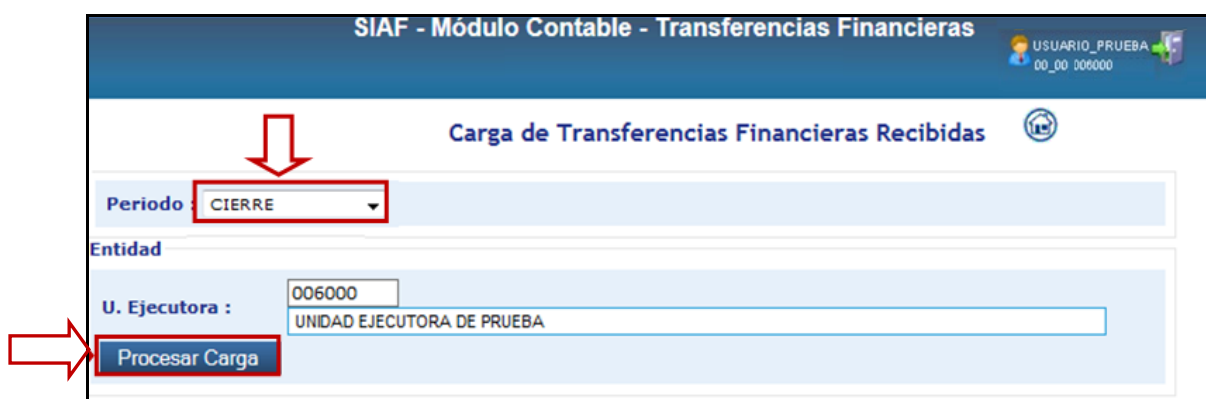 SIAF - Módulo Contable - Transferencias Financieras
USUARIO_PRUEBA
00_00 006000
Carga de Transferencias Financieras Recibidas
Periodo : CIERRE
Entidad
U. Ejecutora :
006000
UNIDAD EJECUTORA DE PRUEBA
Procesar Carga